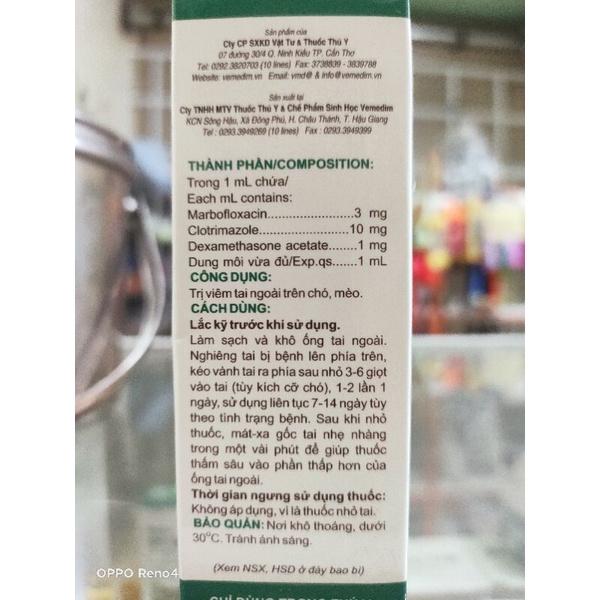 Sản phẩm của
Cty CP SXKD Vật Tư & Thuốc Thú Y
07 đường 30/4 Q. Ninh Kiều TP. Cần Thơ
Tel: 0292.3820703 (10 lines) Fax: 3738839 - 3839788
Website: vemedim.vn Email: vmd@ & info@vemedim.vn
Sản xuất tại
Cty TNHH MTV Thuốc Thú Y & Chế Phẩm Sinh Học Vemedim
KCN Sông Hậu, Xã Đông Phú, H. Châu Thành, T. Hậu Giang
Tel : 0293.3949269 (10 lines) Fax : 0293.3949399
THÀNH PHẦN/COMPOSITION:
Trong 1 mL chứa/
Each mL contains:
Marbofloxacin........................3 mg
Clotrimazole.........................10 mg
Dexamethasone acetate.......1 mg
Dung môi vừa đủ/Exp.qs......1 mL
CÔNG DỤNG:
Trị viêm tai ngoài trên chó, mèo.
CÁCH DÙNG:
Lắc kỹ trước khi sử dụng.
Làm sạch và khô ống tai ngoài.
Nghiêng tai bị bệnh lên phía trên,
kéo vành tai ra phía sau nhỏ 3-6 giọt
vào tai (tùy kích cỡ chó), 1-2 lần 1
ngày, sử dụng liên tục 7-14 ngày tùy
theo tình trạng bệnh. Sau khi nhỏ
thuốc, mát-xa gốc tai nhẹ nhàng
trong một vài phút để giúp thuốc
thấm sâu vào phần thấp hơn của
ống tai ngoài.
Thời gian ngưng sử dụng thuốc:
Không áp dụng, vì là thuốc nhỏ tai.
BẢO QUẢN: Nơi khô thoáng, dưới
30°C. Tránh ánh sáng.
(Xem NSX, HSD ở đáy bao bì)
CHỈ DÙNG TRONG THÚ Y
OPPO Reno4